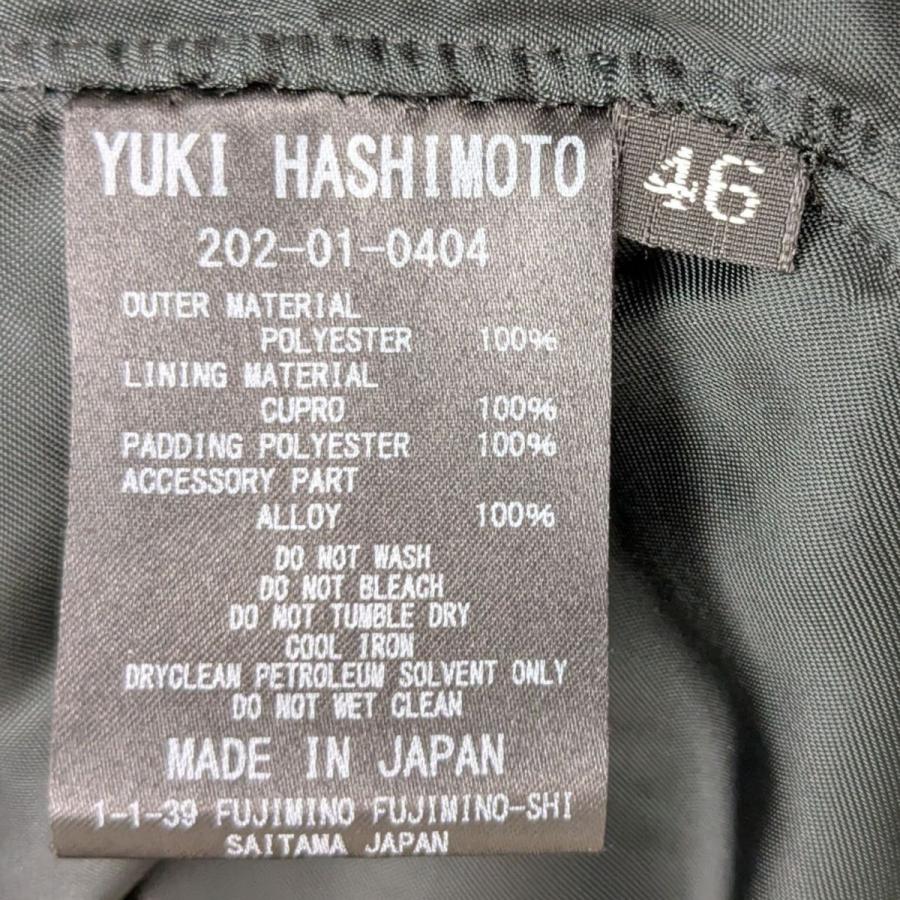 YUKI HASHIMOTO
46
202-01-0404
OUTER MATERIAL
POLYESTER 100%
LINING MATERIAL
CUPRO 100%
PADDING POLYESTER 100%
ACCESSORY PART
ALLOY 100%
DO NOT WASH
DO NOT BLEACH
DO NOT TUMBLE DRY
COOL IRON
DRYCLEAN PETROLEUM SOLVENT ONLY
DO NOT WET CLEAN
MADE IN JAPAN
1-1-39 FUJIMINO FUJIMINO-SHI
SAITAMA JAPAN